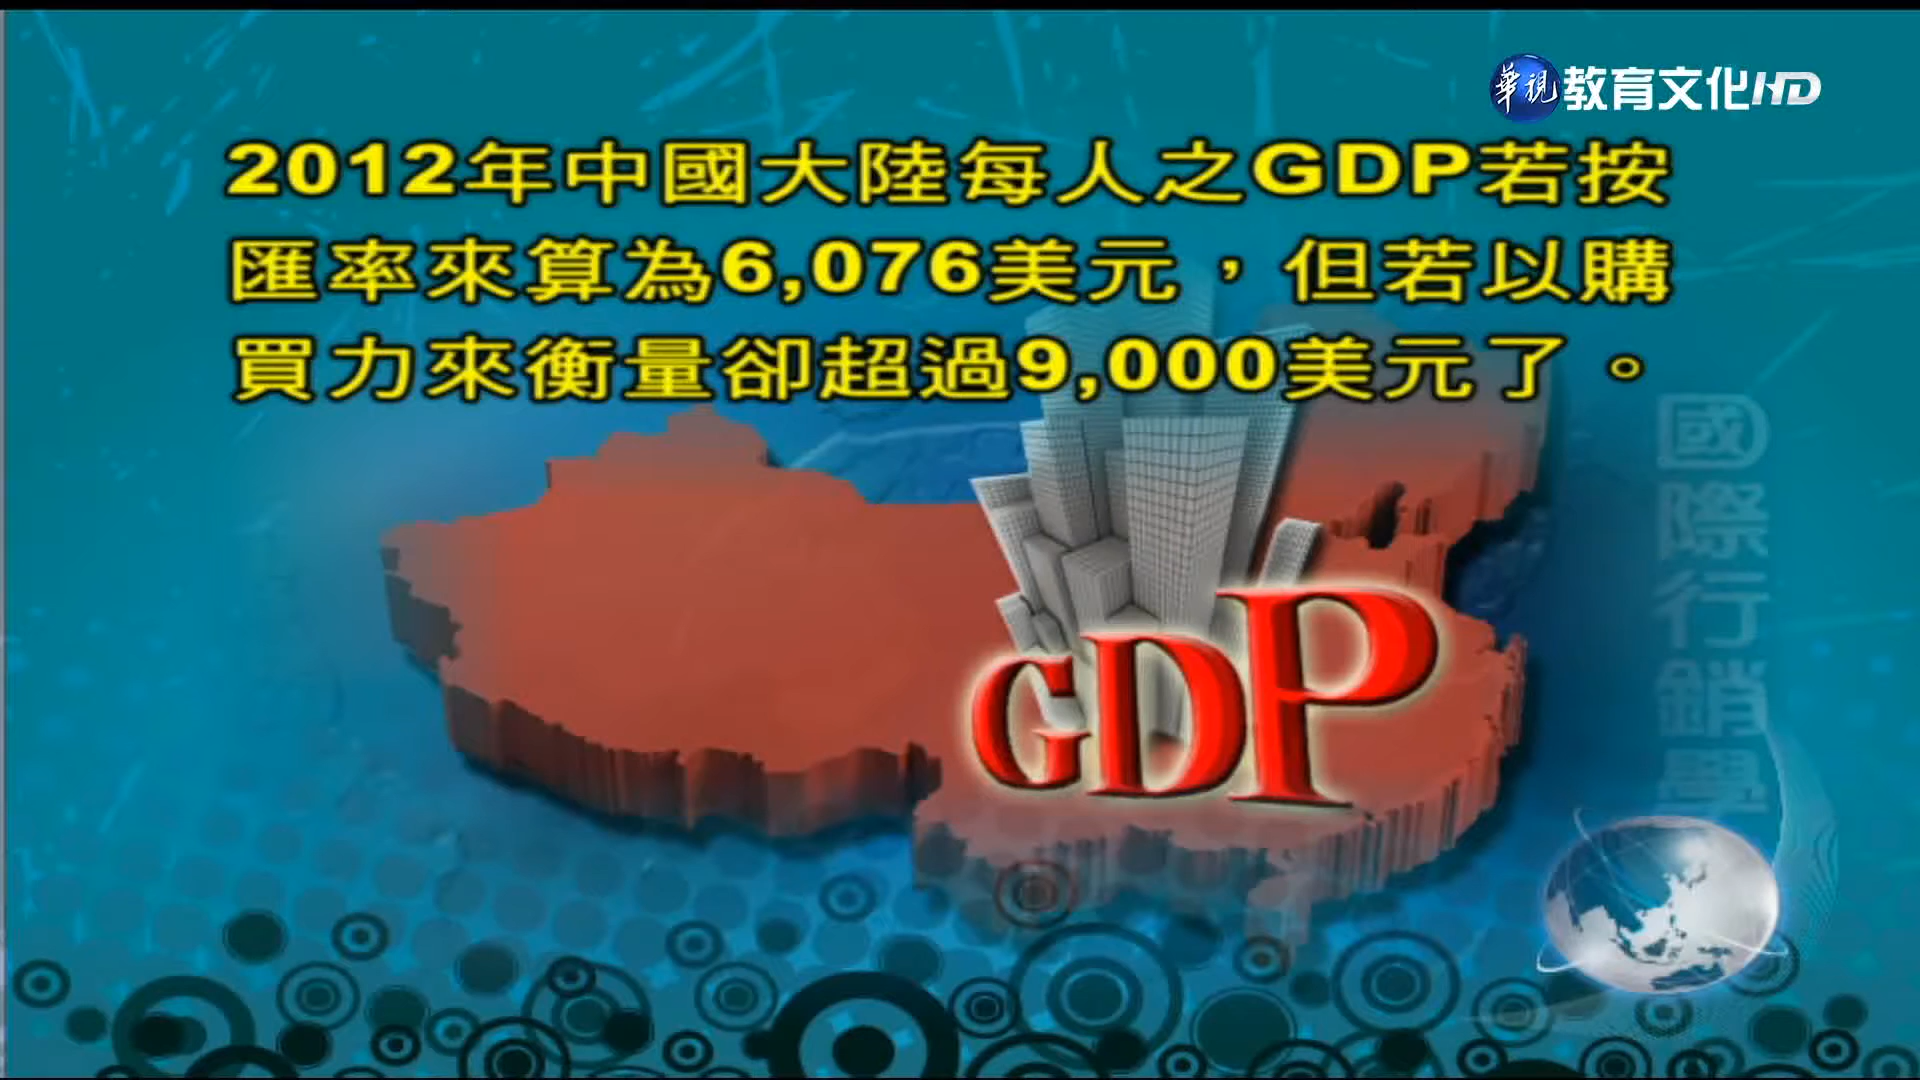 華視 教育文化HD
2012年中國大陸每人之GDP若按
匯率來算為6,076美元，但若以購
買力來衡量卻超過9,000美元了。
國際行銷學
GDP